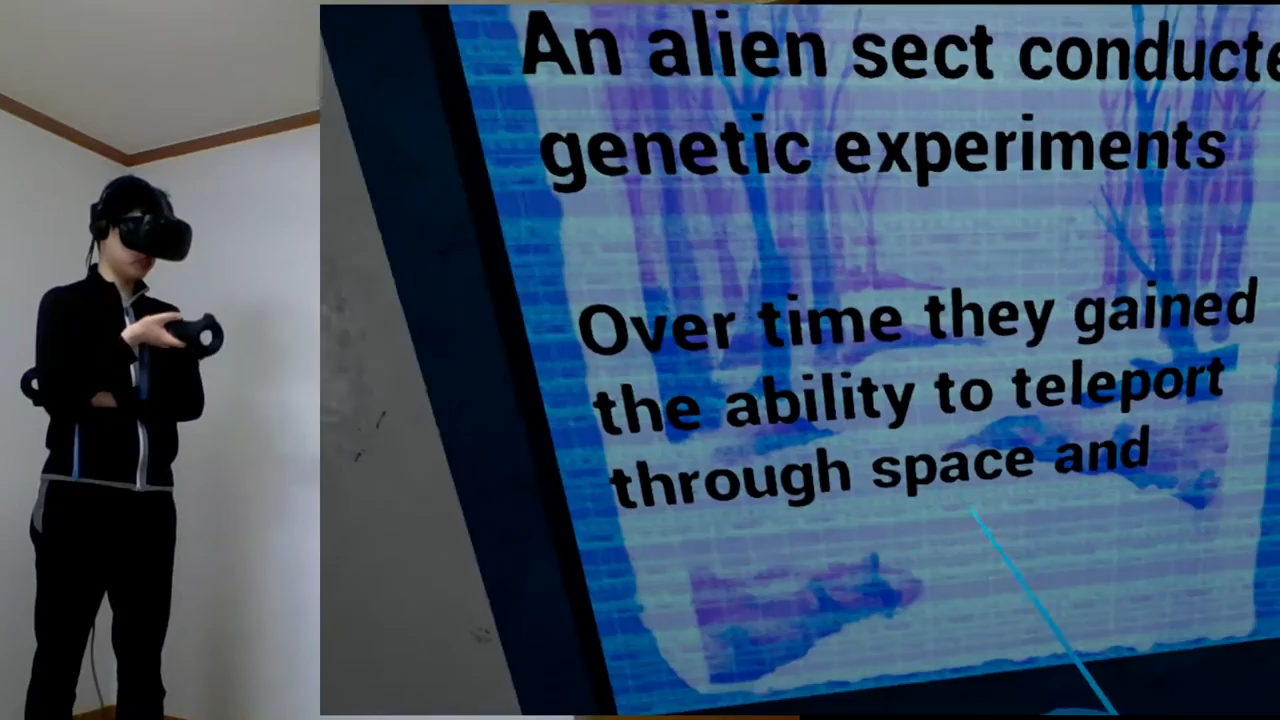 An alien sect conducte
genetic experiments
Over time they gained
the ability to teleport
through space and